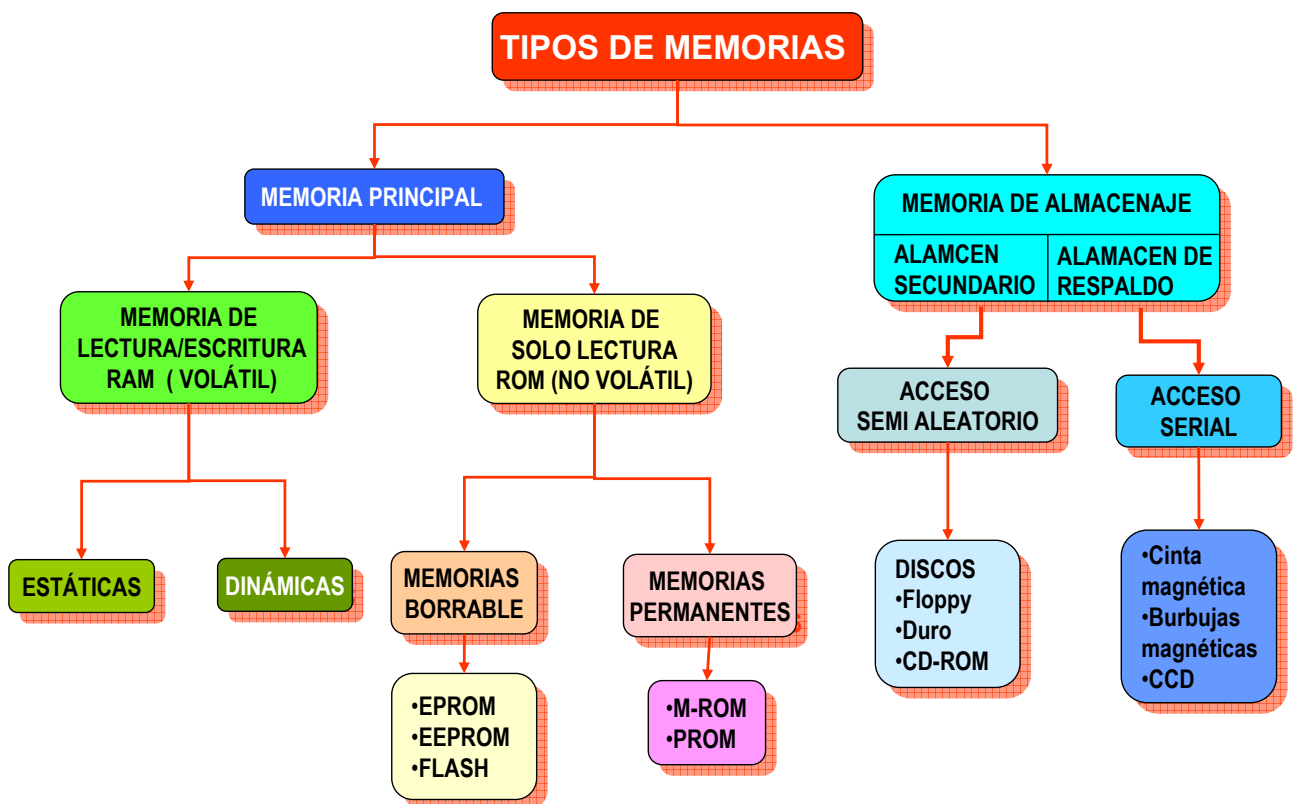 TIPOS DE MEMORIAS
MEMORIA PRINCIPAL
MEMORIA DE ALMACENAJE
ALAMCEN
SECUNDARIO
ALAMACEN DE
RESPALDO
MEMORIA DE
LECTURA/ESCRITURA
RAM ( VOLÁTIL)
MEMORIA DE
SOLO LECTURA
ROM (NO VOLÁTIL)
ACCESO
SEMI ALEATORIO
ACCESO
SERIAL
ESTÁTICAS
DINÁMICAS
MEMORIAS
BORRABLE
MEMORIAS
PERMANENTES
DISCOS
•Floppy
•Duro
•CD-ROM
•Cinta
magnética
•Burbujas
magnéticas
•CCD
•EPROM
•EEPROM
•FLASH
•M-ROM
•PROM